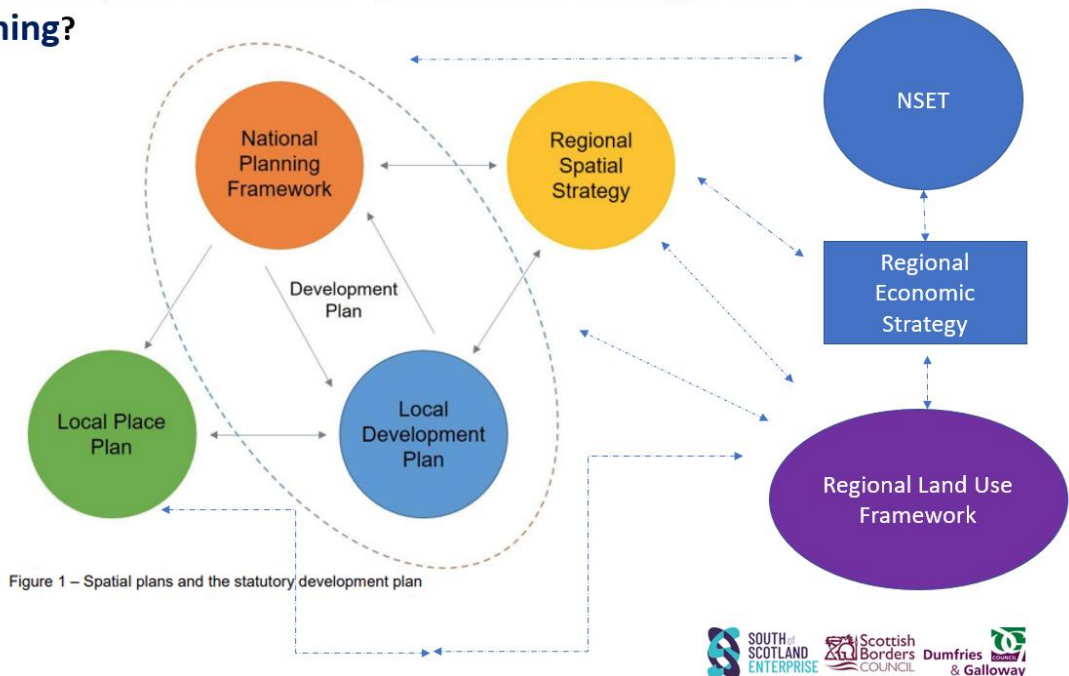 ning?
National
Planning
Framework
Regional
Spatial
Strategy
NSET
Development
Plan
Regional
Economic
Strategy
Local Place
Plan
Local
Development
Plan
Regional Land Use
Framework
Figure 1 – Spatial plans and the statutory development plan
SOUTH of
SCOTLAND
ENTERPRISE
Scottish
Borders
COUNCIL
Dumfries
& Galloway
COUNCIL